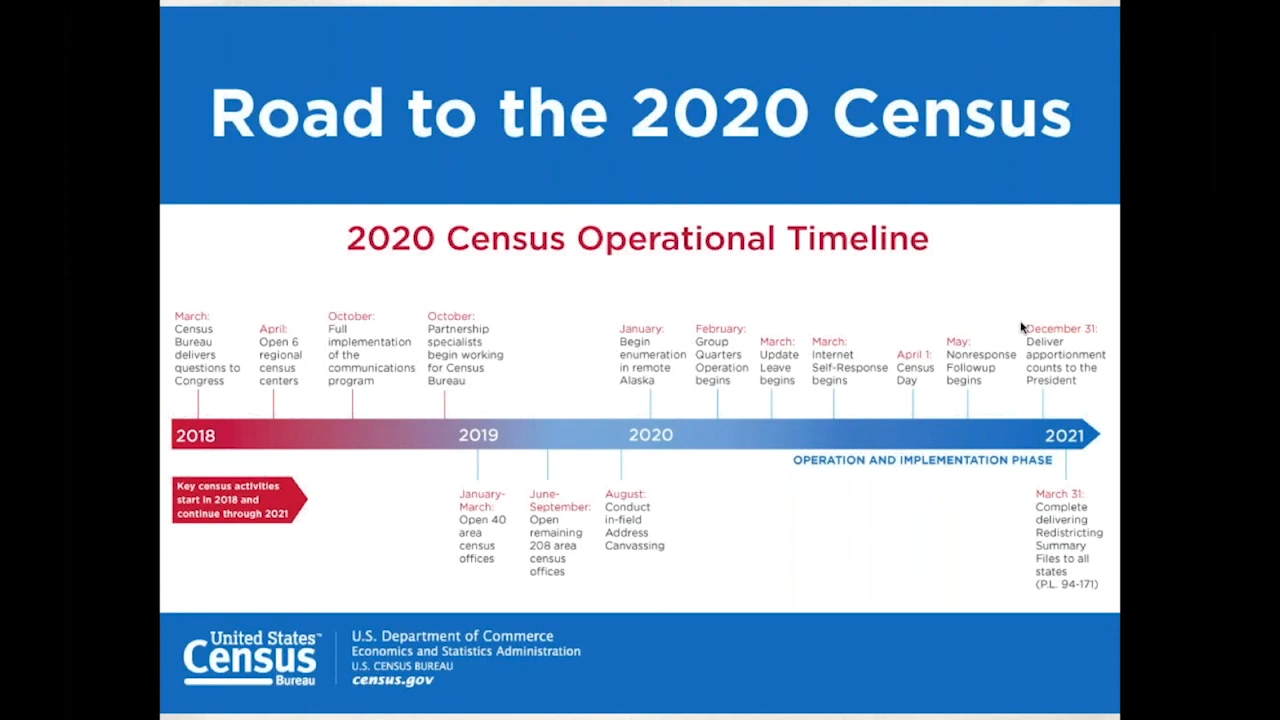 Road to the 2020 Census
2020 Census Operational Timeline
March:
Census
Bureau
delivers
questions to
Congress
April:
Open 6
regional
census
centers
October:
Full
implementation
of the
communications
program
October:
Partnership
specialists
begin working
for Census
Bureau
January:
Begin
enumeration
in remote
Alaska
February:
Group
Quarters
Operation
begins
March:
Update
Leave
begins
March:
Internet
Self-Response
begins
April 1:
Census
Day
May:
Nonresponse
Followup
begins
December 31:
Deliver
apportionment
counts to the
President
2018
2019
2020
2021
OPERATION AND IMPLEMENTATION PHASE
Key census activities
start in 2018 and
continue through 2021
January-
March:
Open 40
area
census
offices
June-
September:
Open
remaining
208 area
census
offices
August:
Conduct
in-field
Address
Canvassing
March 31:
Complete
delivering
Redistricting
Summary
Files to all
states
(P.L. 94-171)
United States™
Census
Bureau
U.S. Department of Commerce
Economics and Statistics Administration
U.S. CENSUS BUREAU
census.gov